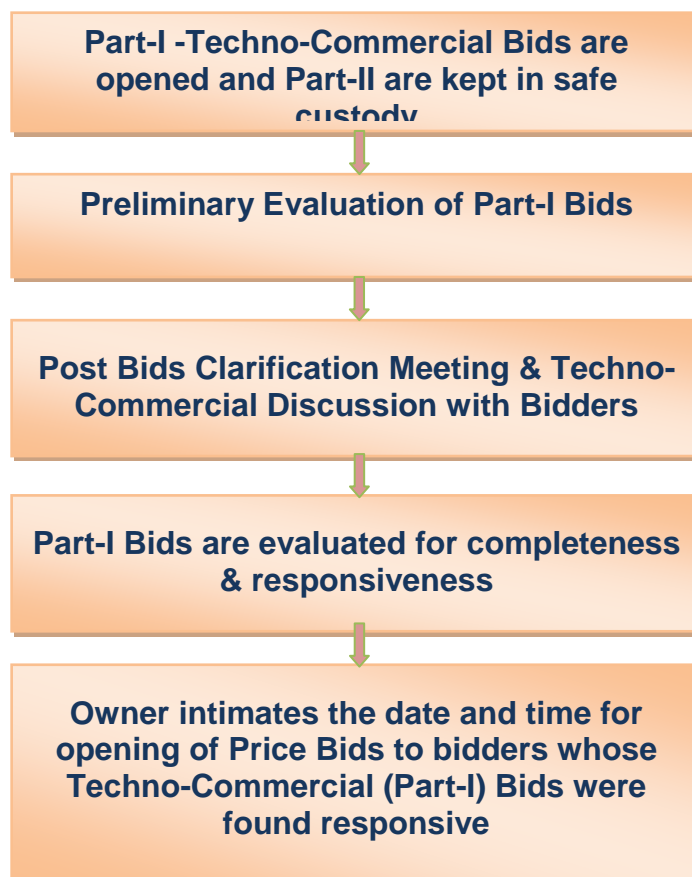 Part-I -Techno-Commercial Bids are
opened and Part-II are kept in safe
custody
Preliminary Evaluation of Part-I Bids
Post Bids Clarification Meeting & Techno-
Commercial Discussion with Bidders
Part-I Bids are evaluated for completeness
& responsiveness
Owner intimates the date and time for
opening of Price Bids to bidders whose
Techno-Commercial (Part-I) Bids were
found responsive